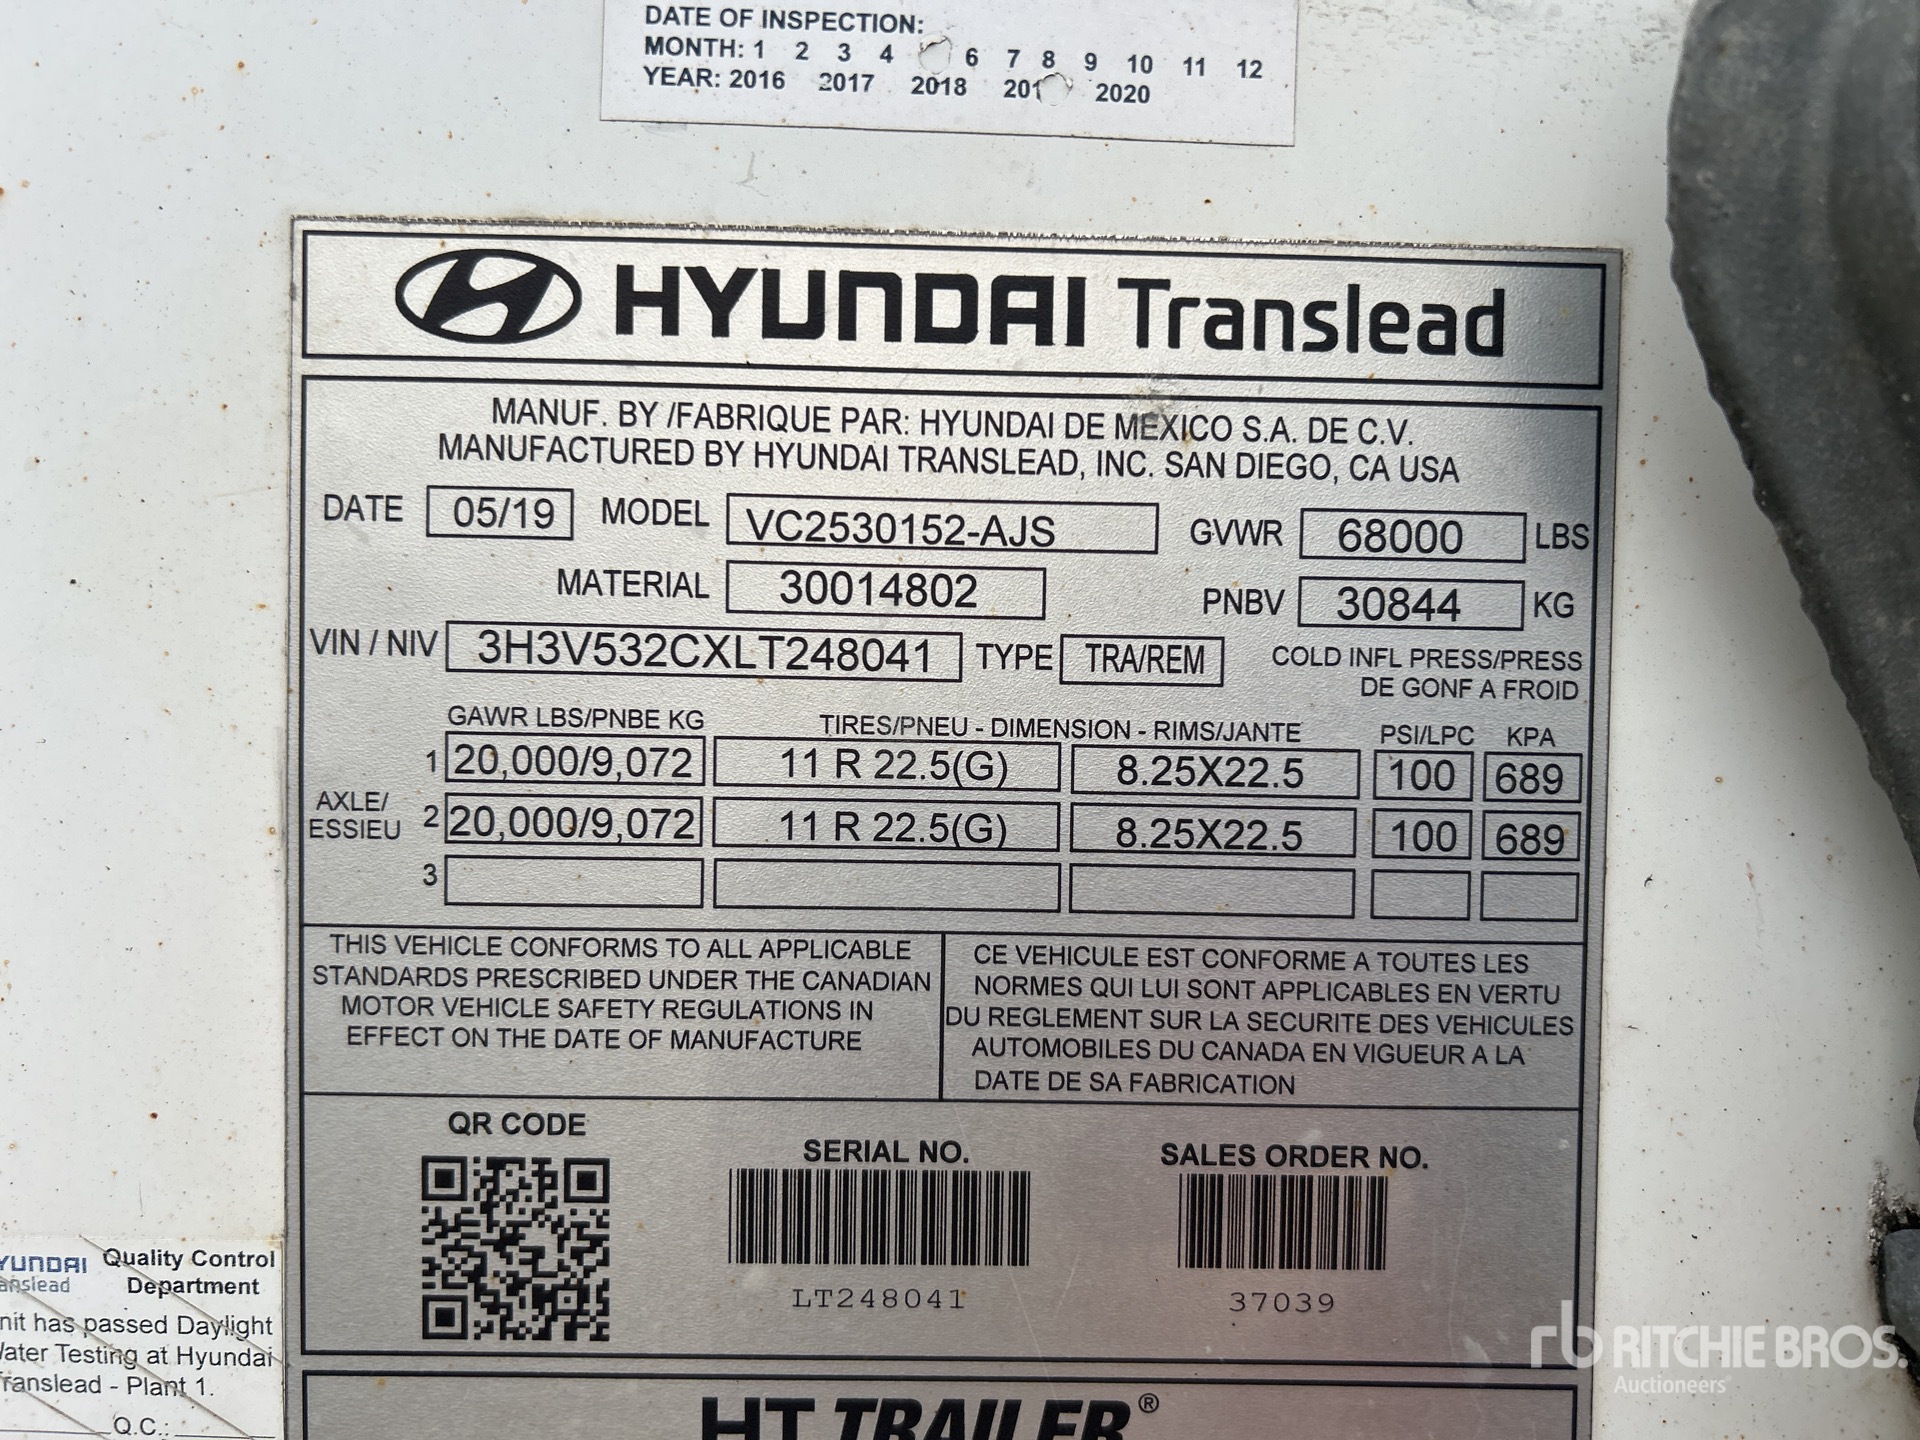 DATE OF INSPECTION:
MONTH: 1 2 3 4 6 7 8 9 10 11 12
YEAR: 2016 2017 2018 201 2020
HYUNDAI Translead
MANUF. BY /FABRIQUE PAR: HYUNDAI DE MEXICO S.A. DE C.V.
MANUFACTURED BY HYUNDAI TRANSLEAD, INC. SAN DIEGO, CA USA
DATE 05/19 MODEL VC2530152-AJS GVWR 68000 LBS
MATERIAL 30014802 PNBV 30844 KG
VIN / NIV 3H3V532CXLT248041 TYPE TRA/REM COLD INFL PRESS/PRESS
DE GONF A FROID
GAWR LBS/PNBE KG TIRES/PNEU - DIMENSION - RIMS/JANTE PSI/LPC KPA
1 20,000/9,072 11 R 22.5(G) 8.25X22.5 100 689
AXLE/
ESSIEU 2 20,000/9,072 11 R 22.5(G) 8.25X22.5 100 689
3
THIS VEHICLE CONFORMS TO ALL APPLICABLE
STANDARDS PRESCRIBED UNDER THE CANADIAN
MOTOR VEHICLE SAFETY REGULATIONS IN
EFFECT ON THE DATE OF MANUFACTURE
CE VEHICULE EST CONFORME A TOUTES LES
NORMES QUI LUI SONT APPLICABLES EN VERTU
DU REGLEMENT SUR LA SECURITE DES VEHICULES
AUTOMOBILES DU CANADA EN VIGUEUR A LA
DATE DE SA FABRICATION
QR CODE
SERIAL NO.
LT248041
SALES ORDER NO.
37039
HT TRAILER®
YUNDAI Quality Control
anslead Department
nit has passed Daylight
ater Testing at Hyundai
ranslead - Plant 1.
Q.C.:
rb RITCHIE BROS.
Auctioneers